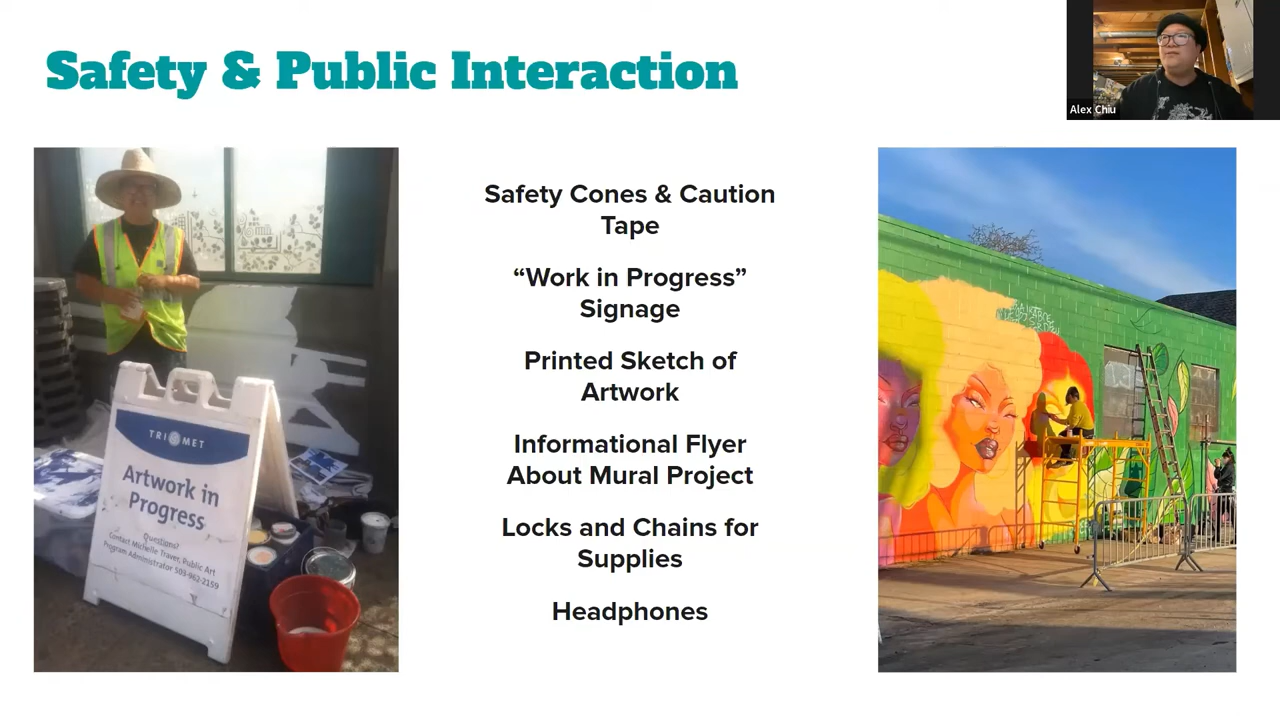 Safety & Public Interaction
Alex Chiu
Safety Cones & Caution
Tape
“Work in Progress”
Signage
Printed Sketch of
Artwork
Informational Flyer
About Mural Project
Locks and Chains for
Supplies
Headphones
TRI MET
Artwork in
Progress
Questions?
Contact Michelle Traver, Public Art
Program Administrator 503-962-2159